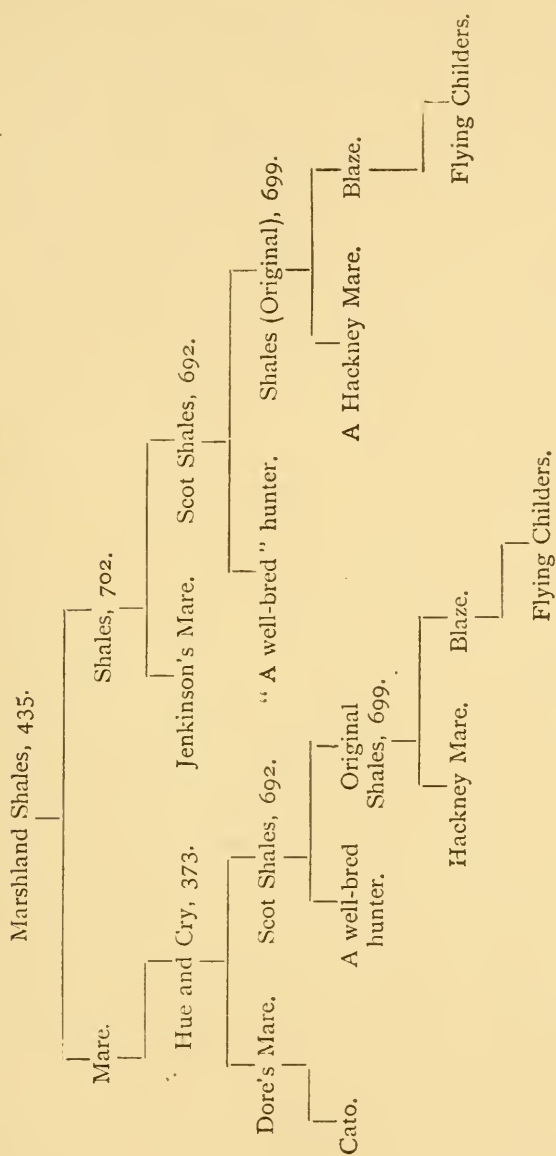 Marshland Shales, 435.
Mare.
Shales, 702.
Hue and Cry, 373.
Jenkinson's Mare.
Scot Shales, 692.
Dore's Mare.
Scot Shales, 692.
"A well-bred" hunter.
Shales (Original), 699.
Cato.
A well-bred
hunter.
Original
Shales, 699.
A Hackney Mare.
Blaze.
Hackney Mare.
Blaze.
Flying Childers.
Flying Childers.